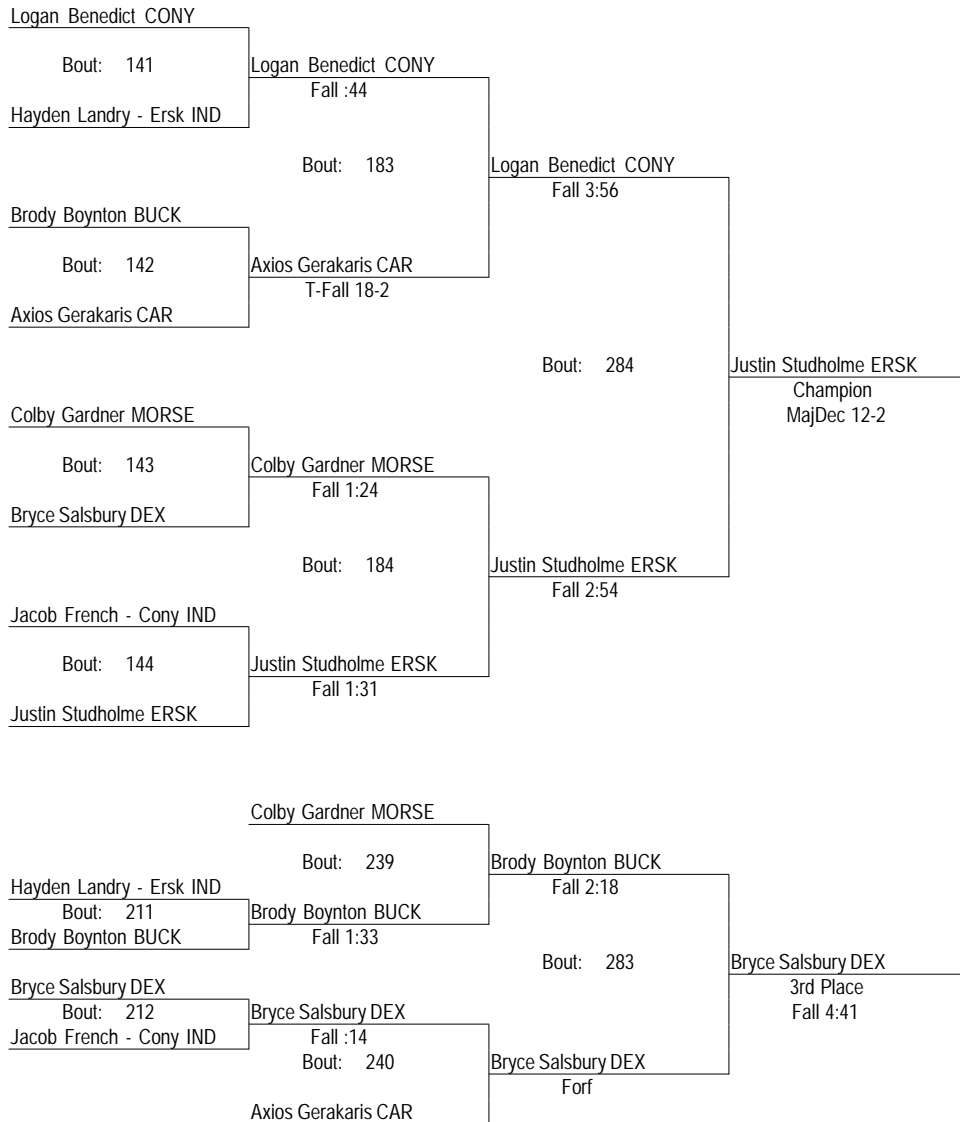 Logan Benedict CONY
Bout: 141
Logan Benedict CONY
Fall :44
Hayden Landry - Ersk IND
Bout: 183
Logan Benedict CONY
Fall 3:56
Brody Boynton BUCK
Bout: 142
Axios Gerakaris CAR
T-Fall 18-2
Axios Gerakaris CAR
Bout: 284
Justin Studholme ERSK
Champion
MajDec 12-2
Colby Gardner MORSE
Bout: 143
Colby Gardner MORSE
Fall 1:24
Bryce Salsbury DEX
Bout: 184
Justin Studholme ERSK
Fall 2:54
Jacob French - Cony IND
Bout: 144
Justin Studholme ERSK
Fall 1:31
Justin Studholme ERSK
Colby Gardner MORSE
Bout: 239
Brody Boynton BUCK
Fall 2:18
Hayden Landry - Ersk IND
Bout: 211
Brody Boynton BUCK
Fall 1:33
Brody Boynton BUCK
Bout: 283
Bryce Salsbury DEX
3rd Place
Fall 4:41
Bryce Salsbury DEX
Bout: 212
Bryce Salsbury DEX
Fall :14
Jacob French - Cony IND
Bout: 240
Bryce Salsbury DEX
Forf
Axios Gerakaris CAR